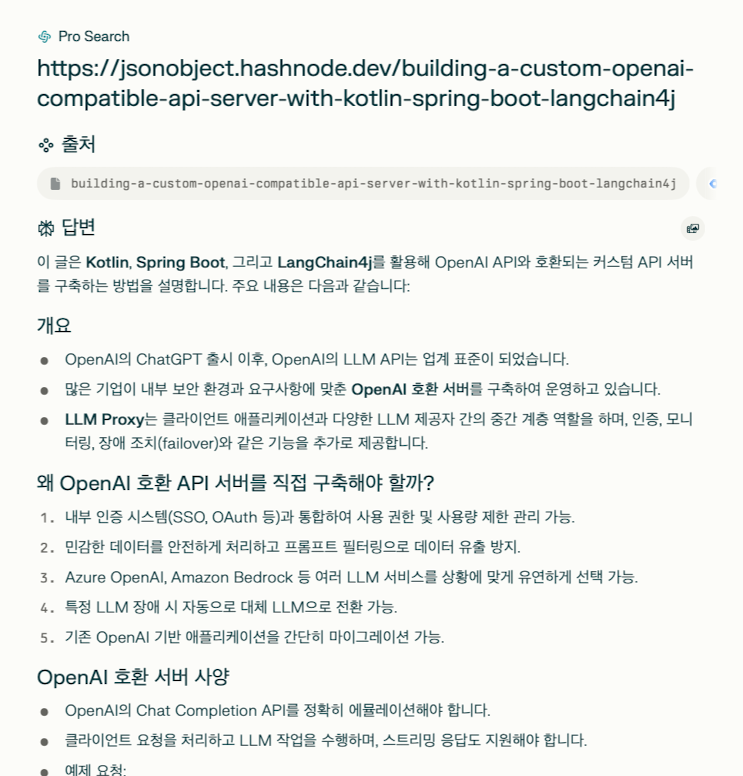 Pro Search
https://jsonobject.hashnode.dev/building-a-custom-openai-
compatible-api-server-with-kotlin-spring-boot-langchain4j
출처
building-a-custom-openai-compatible-api-server-with-kotlin-spring-boot-langchain4j
답변
이 글은 Kotlin, Spring Boot, 그리고 LangChain4j를 활용해 OpenAI API와 호환되는 커스텀 API 서버
를 구축하는 방법을 설명합니다. 주요 내용은 다음과 같습니다:
개요
● OpenAI의 ChatGPT 출시 이후, OpenAI의 LLM API는 업계 표준이 되었습니다.
● 많은 기업이 내부 보안 환경과 요구사항에 맞춘 OpenAI 호환 서버를 구축하여 운영하고 있습니다.
● LLM Proxy는 클라이언트 애플리케이션과 다양한 LLM 제공자 간의 중간 계층 역할을 하며, 인증, 모니
터링, 장애 조치(failover)와 같은 기능을 추가로 제공합니다.
왜 OpenAI 호환 API 서버를 직접 구축해야 할까?
1. 내부 인증 시스템(SSO, OAuth 등)과 통합하여 사용 권한 및 사용량 제한 관리 가능.
2. 민감한 데이터를 안전하게 처리하고 프롬프트 필터링으로 데이터 유출 방지.
3. Azure OpenAI, Amazon Bedrock 등 여러 LLM 서비스를 상황에 맞게 유연하게 선택 가능.
4. 특정 LLM 장애 시 자동으로 대체 LLM으로 전환 가능.
5. 기존 OpenAI 기반 애플리케이션을 간단히 마이그레이션 가능.
OpenAI 호환 서버 사양
● OpenAI의 Chat Completion API를 정확히 에뮬레이션해야 합니다.
● 클라이언트 요청을 처리하고 LLM 작업을 수행하며, 스트리밍 응답도 지원해야 합니다.
● 예제 요청: